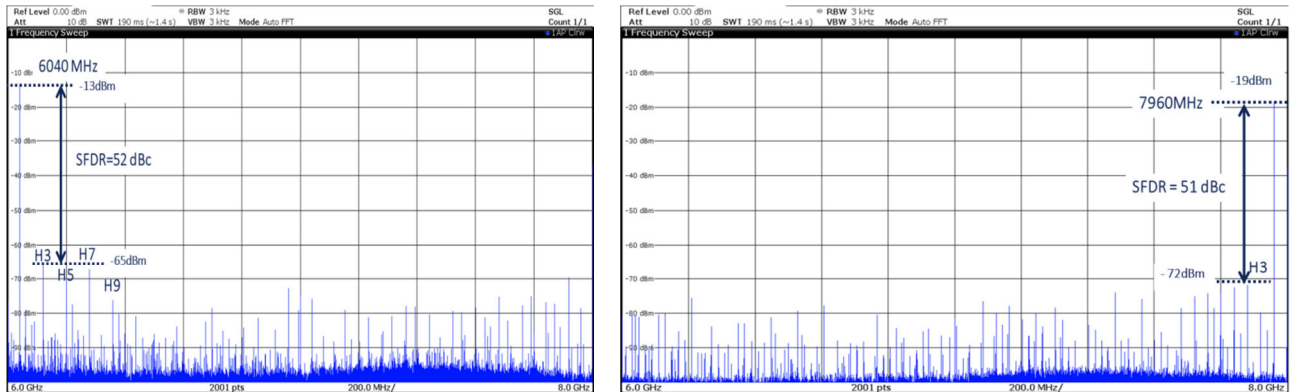 Ref Level 0.00 dBm RBW 3 kHz SGL
Att 10 dB SWT 190 ms (~1.4 s) VBW 3 kHz Mode Auto FFT Count 1/1
1 Frequency Sweep 1AP Clrw
6040 MHz
-10 dBm
-13dBm
-20 dBm
-30 dBm
SFDR=52 dBc
-40 dBm
-50 dBm
-60 dBm
H3 H7
-65dBm
H5
-70 dBm
H9
-80 dBm
-90 dBm
6.0 GHz 2001 pts 200.0 MHz/ 8.0 GHz
Ref Level 0.00 dBm RBW 3 kHz SGL
Att 10 dB SWT 190 ms (~1.4 s) VBW 3 kHz Mode Auto FFT Count 1/1
1 Frequency Sweep 1AP Clrw
-10 dBm
-19dBm
7960MHz
-20 dBm
-30 dBm
-40 dBm
SFDR = 51 dBc
-50 dBm
-60 dBm
-72dBm H3
-70 dBm
-80 dBm
-90 dBm
6.0 GHz 2001 pts 200.0 MHz/ 8.0 GHz